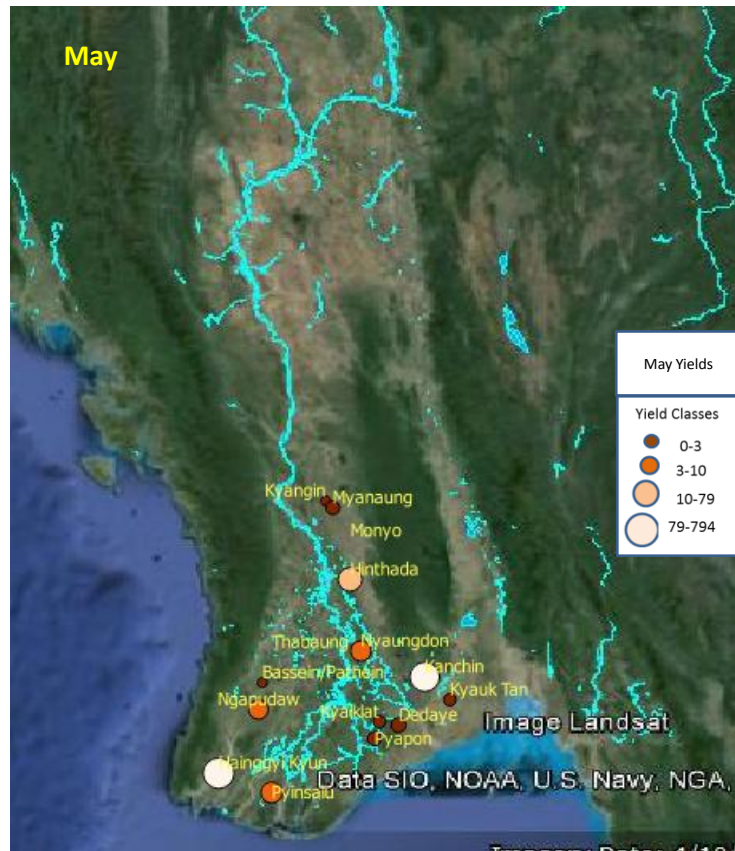 May
May Yields
Yield Classes
0-3
3-10
10-79
79-794
Kyangin
Myanaung
Monyo
Hinthada
Thabaung
Nyaungdon
Bassein/Pathein
Kanchin
Ngapudaw
Kyauk Tan
Kyaiklat
Dedaye
Image Landsat
Pyapon
Hainggyi Kyun
Data SIO, NOAA, U.S. Navy, NGA,
Pyinsalu